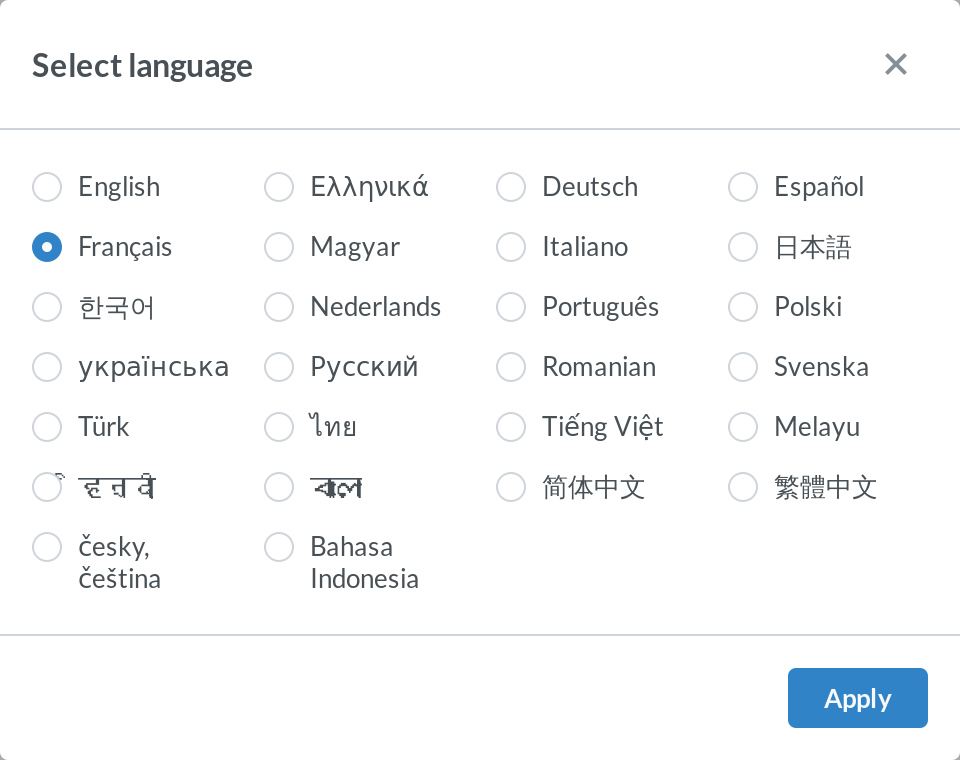 Select language
English
Ελληνικά
Deutsch
Español
Français
Magyar
Italiano
日本語
한국어
Nederlands
Português
Polski
українська
Русский
Romanian
Svenska
Türk
ไทย
Tiếng Việt
Melayu
简体中文
繁體中文
česky,
čeština
Bahasa
Indonesia
Apply